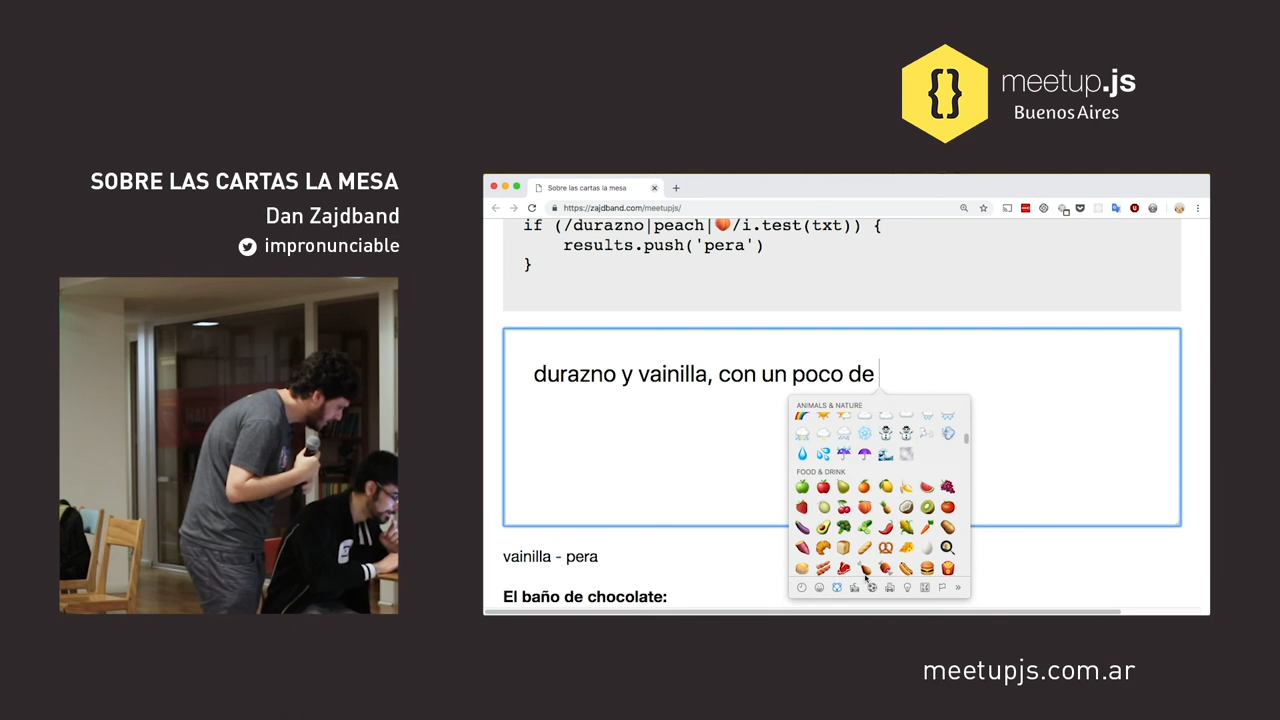 meetup.js
Buenos Aires
SOBRE LAS CARTAS LA MESA
Dan Zajdband
impronunciable
Sobre las cartas la mesa
https://zajdband.com/meetupjs/
if (/durazno|peach|🍑/i.test(txt)) {
results.push('pera')
}
durazno y vainilla, con un poco de
ANIMALS & NATURE
FOOD & DRINK
vainilla - pera
El baño de chocolate:
meetupjs.com.ar